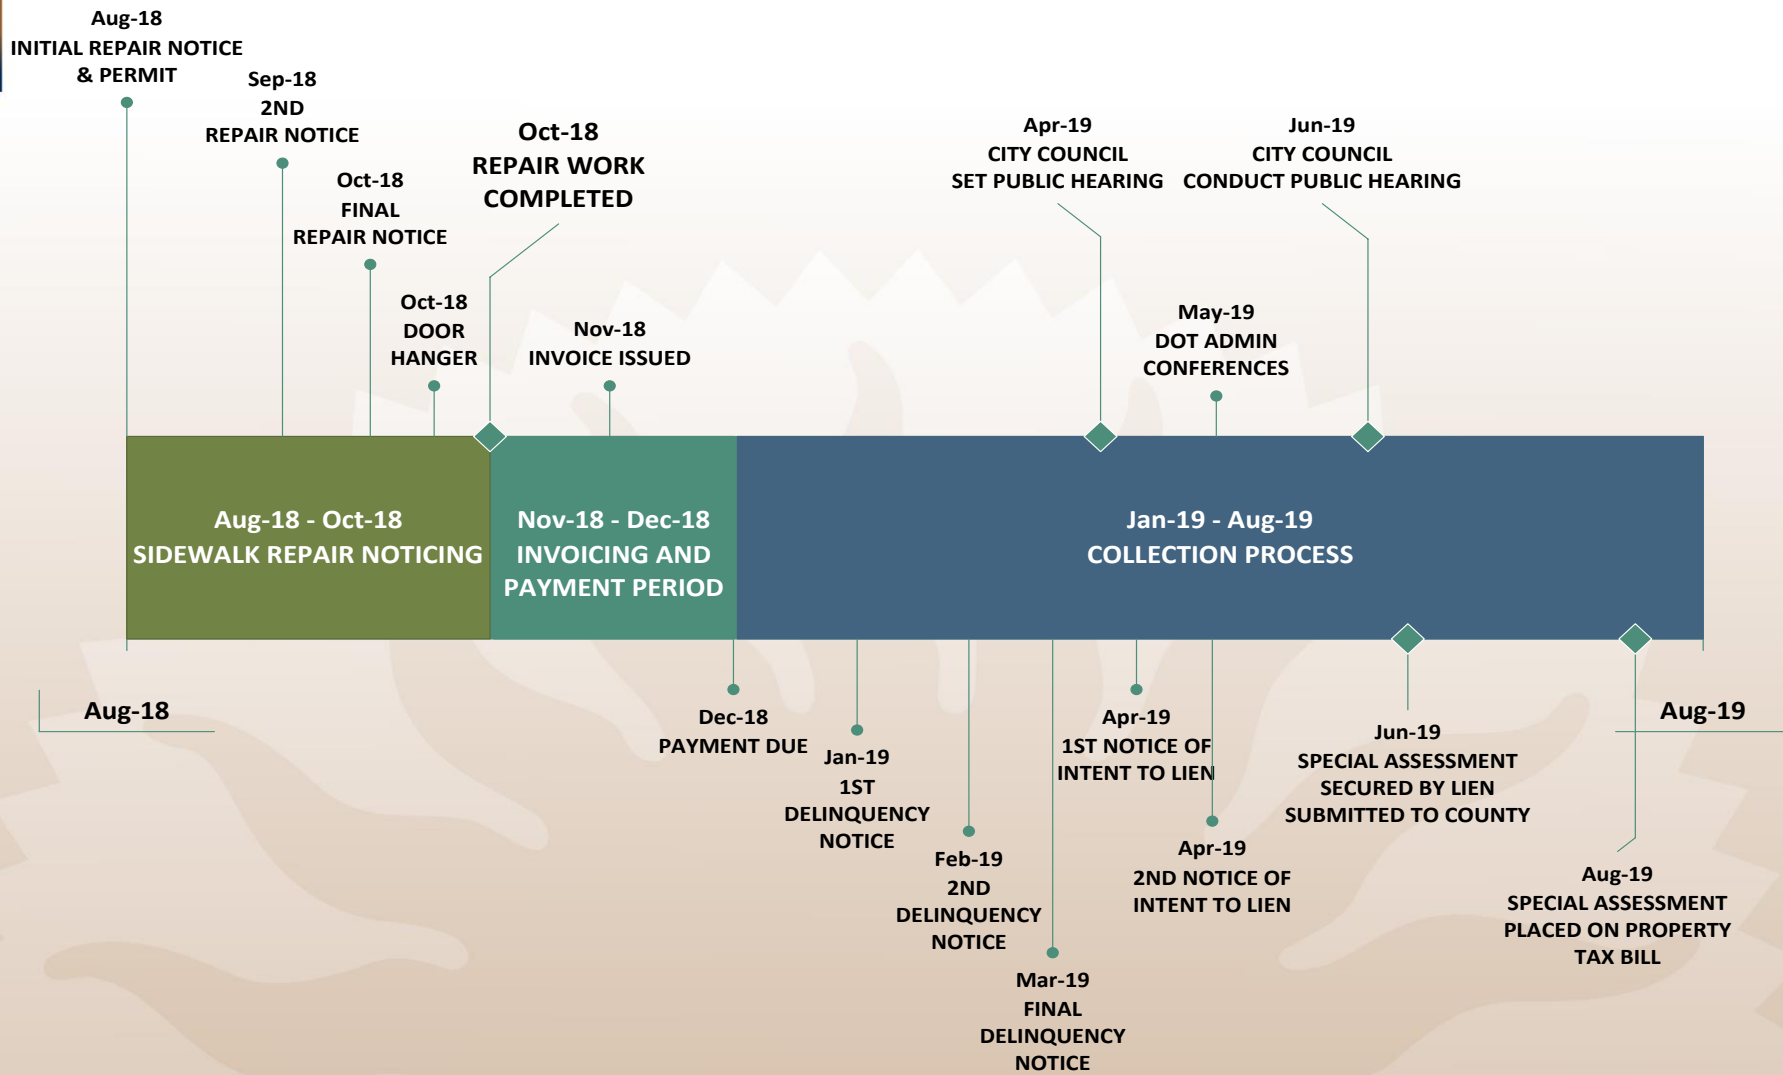 Aug-18
INITIAL REPAIR NOTICE
& PERMIT
Sep-18
2ND
REPAIR NOTICE
Oct-18
FINAL
REPAIR NOTICE
Oct-18
DOOR
HANGER
Oct-18
REPAIR WORK
COMPLETED
Nov-18
INVOICE ISSUED
Apr-19
CITY COUNCIL
SET PUBLIC HEARING
May-19
DOT ADMIN
CONFERENCES
Jun-19
CITY COUNCIL
CONDUCT PUBLIC HEARING
Aug-18 - Oct-18
SIDEWALK REPAIR NOTICING
Nov-18 - Dec-18
INVOICING AND
PAYMENT PERIOD
Jan-19 - Aug-19
COLLECTION PROCESS
Aug-18
Dec-18
PAYMENT DUE
Jan-19
1ST
DELINQUENCY
NOTICE
Feb-19
2ND
DELINQUENCY
NOTICE
Mar-19
FINAL
DELINQUENCY
NOTICE
Apr-19
1ST NOTICE OF
INTENT TO LIEN
Apr-19
2ND NOTICE OF
INTENT TO LIEN
Jun-19
SPECIAL ASSESSMENT
SECURED BY LIEN
SUBMITTED TO COUNTY
Aug-19
SPECIAL ASSESSMENT
PLACED ON PROPERTY
TAX BILL
Aug-19